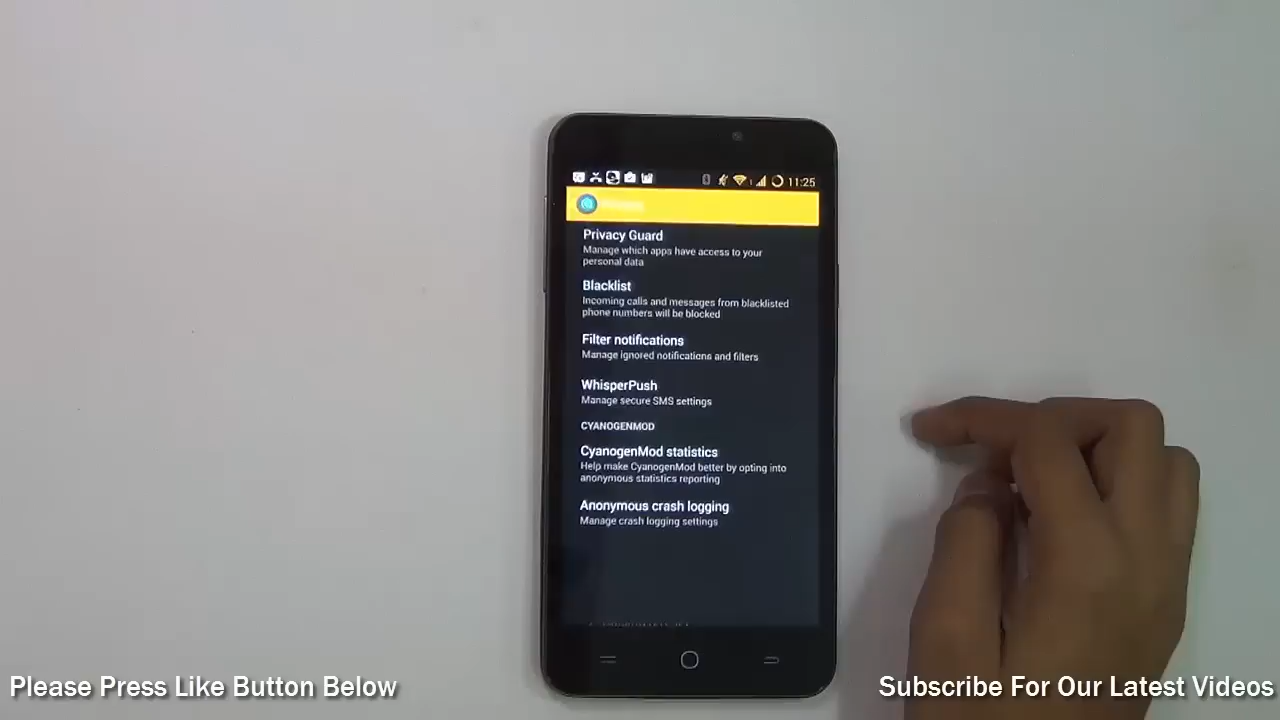 11:25
Privacy Guard
Manage which apps have access to your
personal data
Blacklist
Incoming calls and messages from blacklisted
phone numbers will be blocked
Filter notifications
Manage ignored notifications and filters
WhisperPush
Manage secure SMS settings
CYANOGENMOD
CyanogenMod statistics
Help make CyanogenMod better by opting into
anonymous statistics reporting
Anonymous crash logging
Manage crash logging settings
Please Press Like Button Below
Subscribe For Our Latest Videos